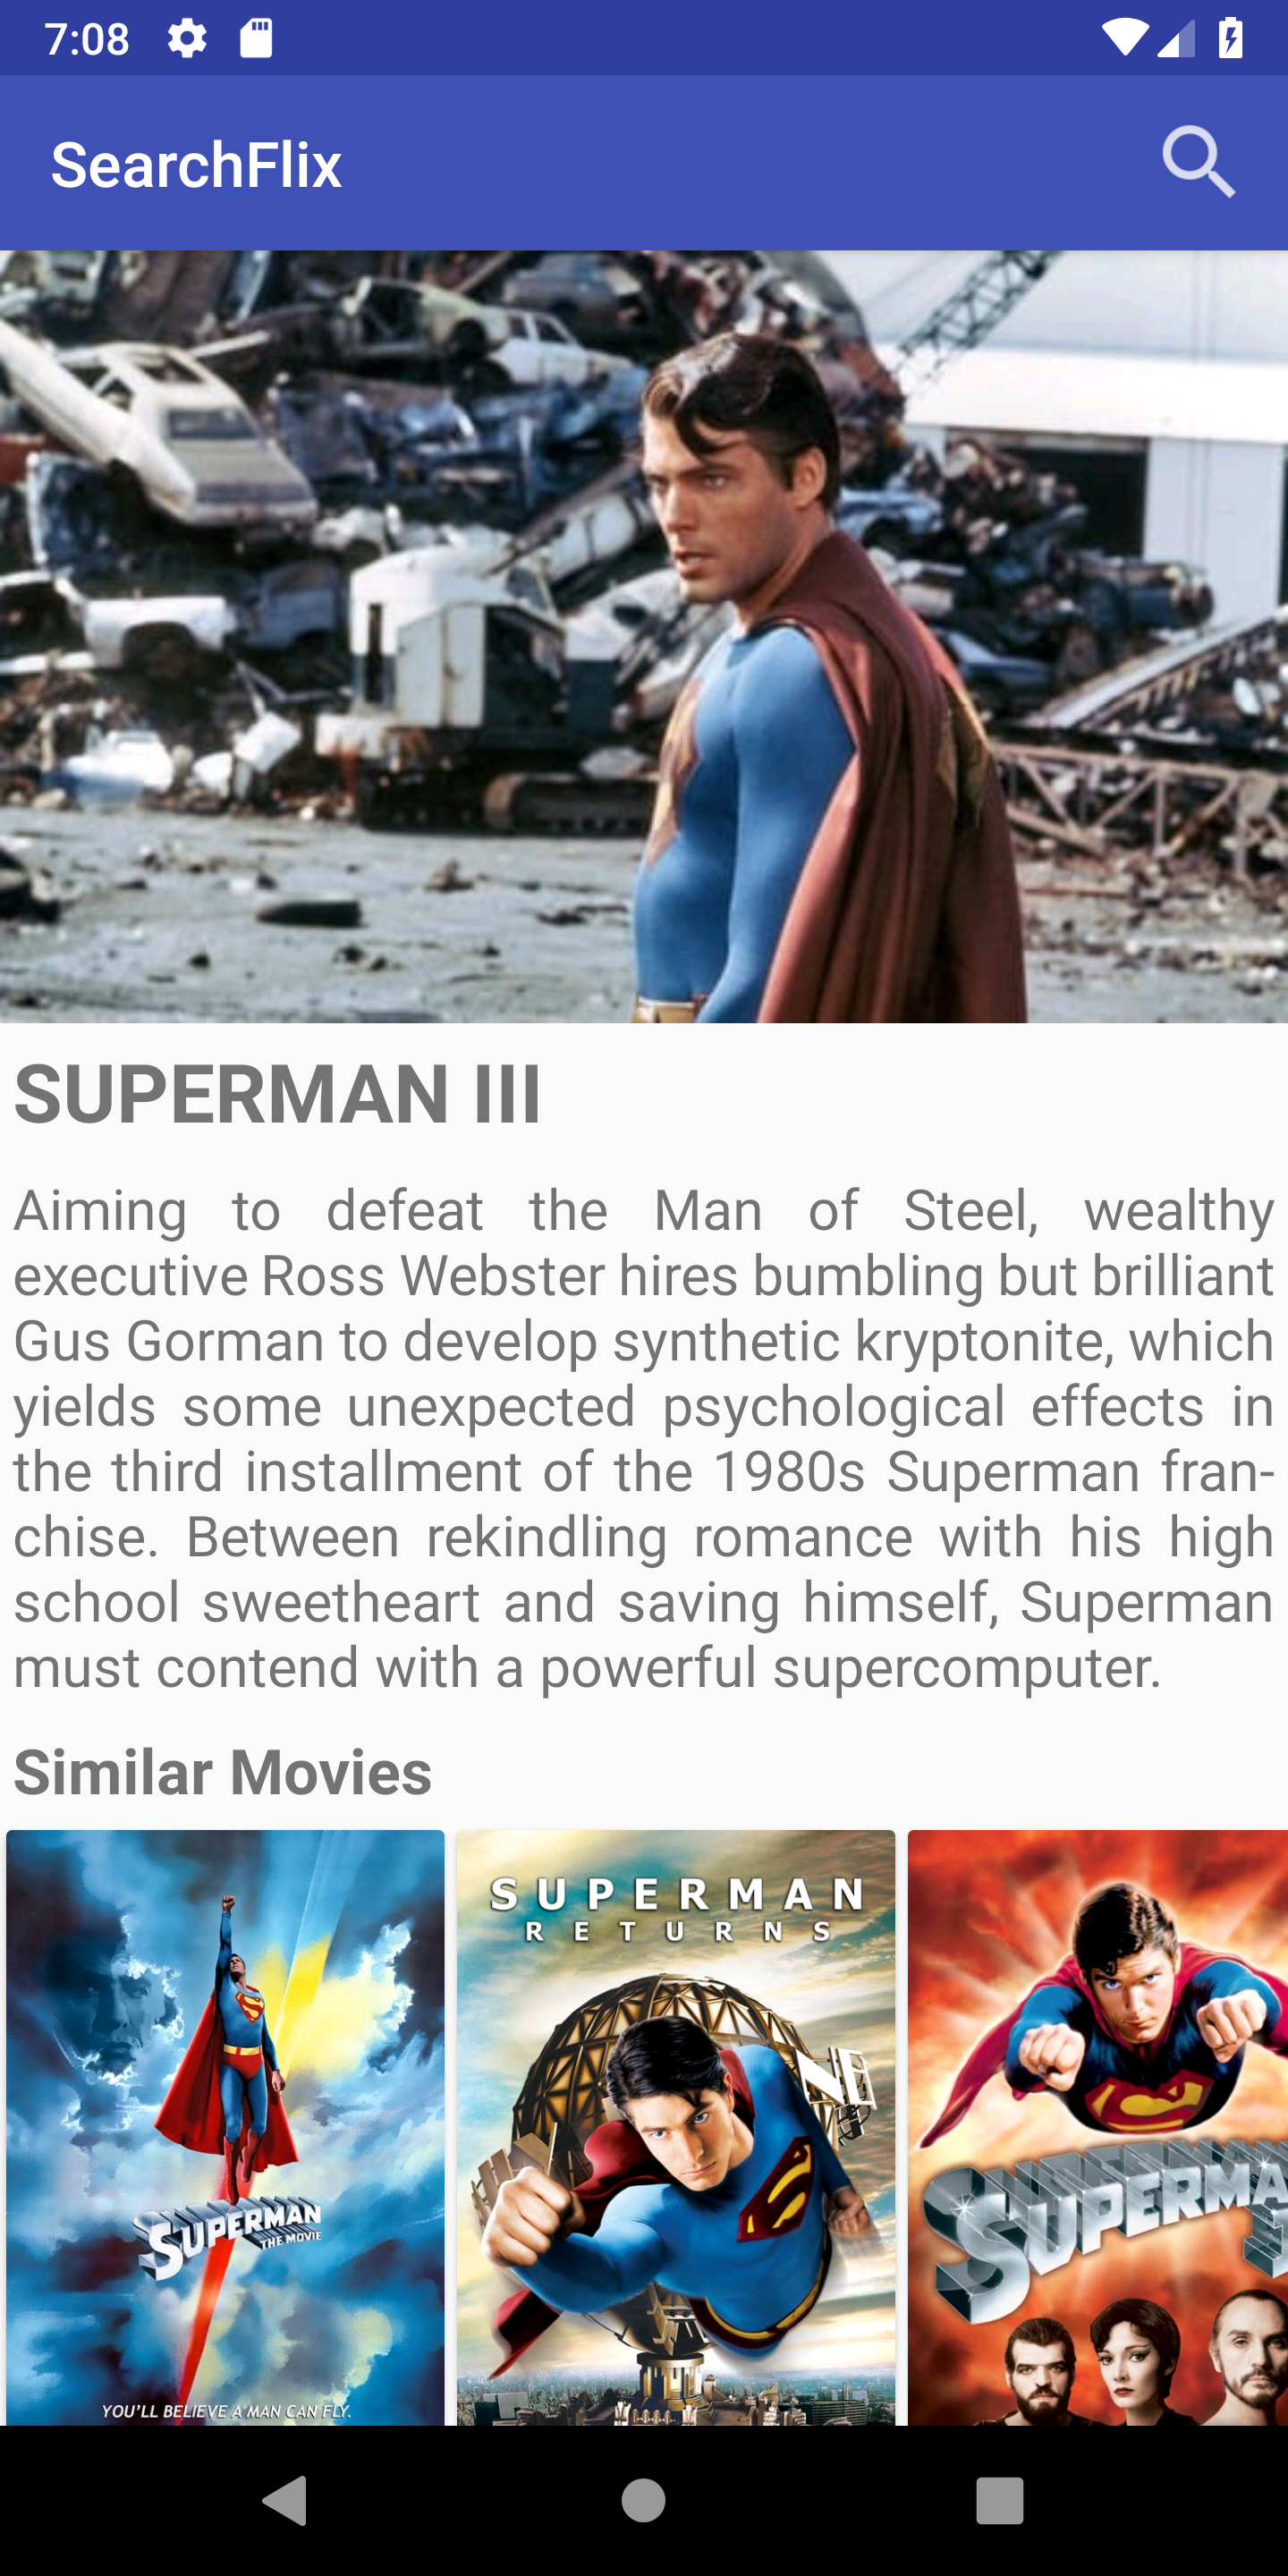 7:08
SearchFlix
SUPERMAN III
Aiming to defeat the Man of Steel, wealthy
executive Ross Webster hires bumbling but brilliant
Gus Gorman to develop synthetic kryptonite, which
yields some unexpected psychological effects in
the third installment of the 1980s Superman fran-
chise. Between rekindling romance with his high
school sweetheart and saving himself, Superman
must contend with a powerful supercomputer.
Similar Movies
SUPERMAN
THE MOVIE
YOU'LL BELIEVE A MAN CAN FLY.
SUPERMAN
RETURNS